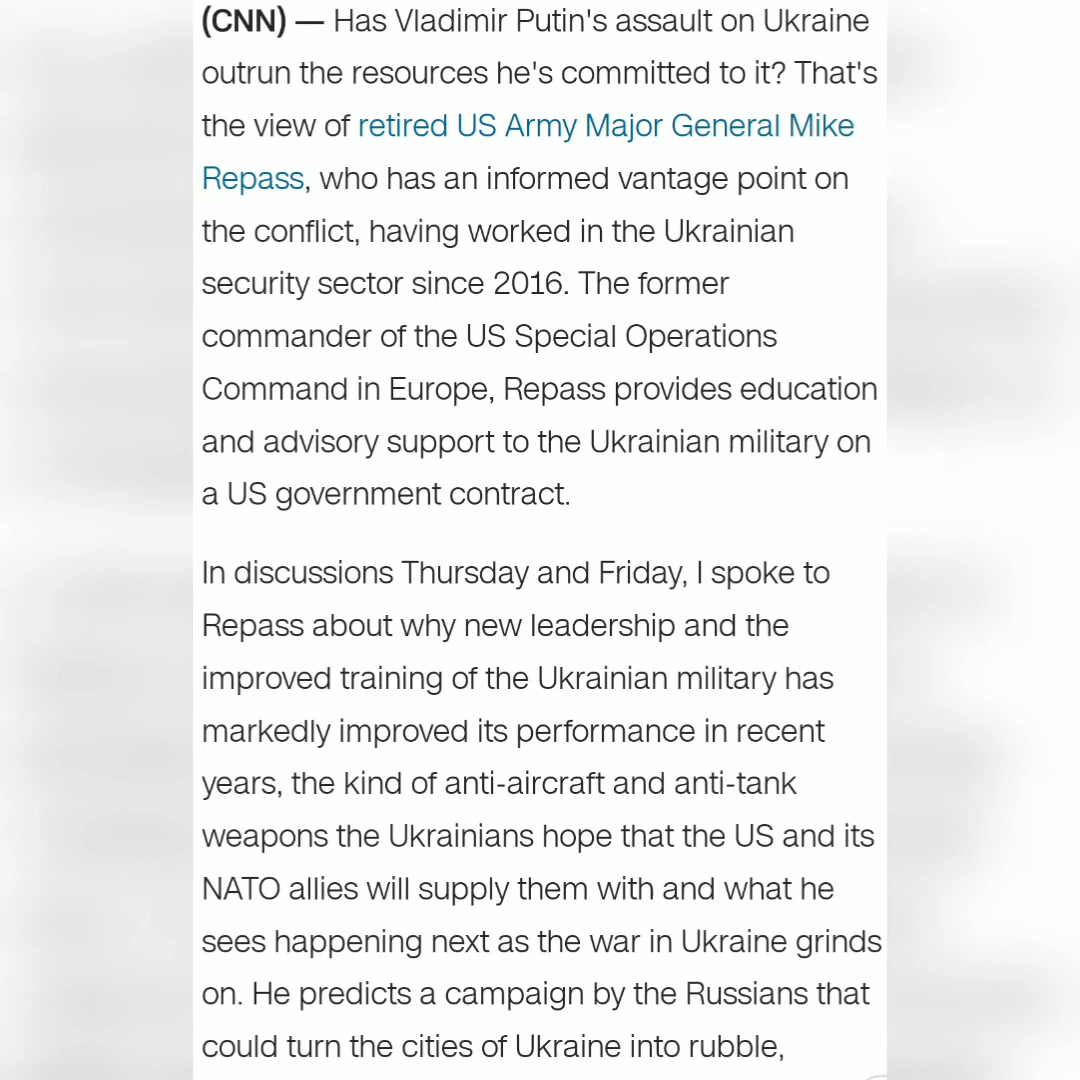 (CNN) — Has Vladimir Putin's assault on Ukraine
outrun the resources he's committed to it? That's
the view of retired US Army Major General Mike
Repass, who has an informed vantage point on
the conflict, having worked in the Ukrainian
security sector since 2016. The former
commander of the US Special Operations
Command in Europe, Repass provides education
and advisory support to the Ukrainian military on
a US government contract.
In discussions Thursday and Friday, I spoke to
Repass about why new leadership and the
improved training of the Ukrainian military has
markedly improved its performance in recent
years, the kind of anti-aircraft and anti-tank
weapons the Ukrainians hope that the US and its
NATO allies will supply them with and what he
sees happening next as the war in Ukraine grinds
on. He predicts a campaign by the Russians that
could turn the cities of Ukraine into rubble,